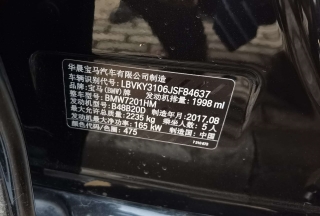 华晨宝马汽车有限公司制造
LBVKY3106JSF84637
发动机排量：1998 ml
品牌：宝马(BMW)牌
整车型号：BMW7201HM
发动机型号：B48B20D 制造年月：2017.08
最大允许总质量：2235 kg 乘坐人数：5人
发动机最大净功率：165 kW 制造国：中国
颜色代码/色号：475